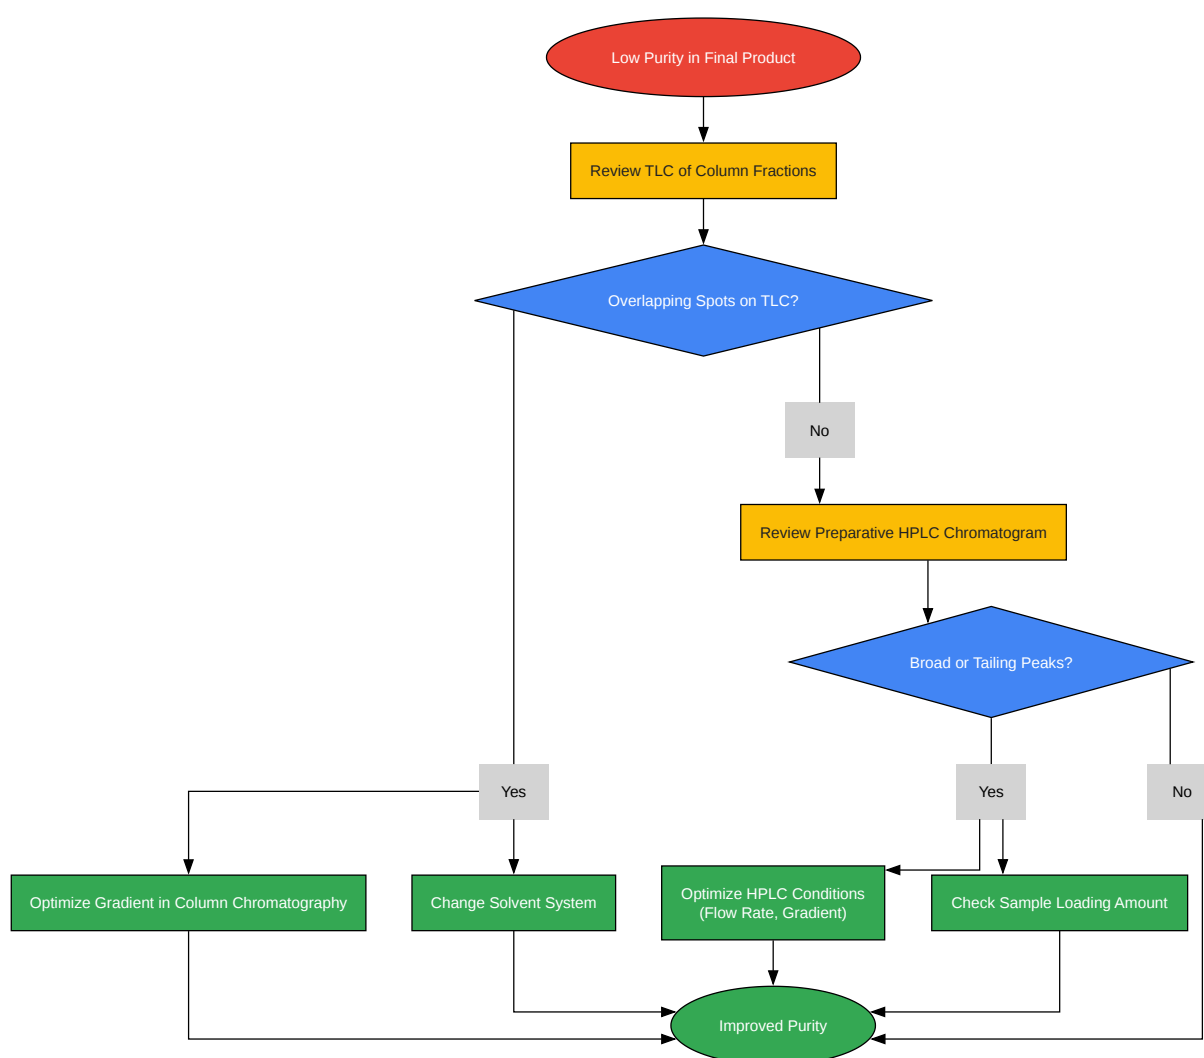 Low Purity in Final Product
Review TLC of Column Fractions
Overlapping Spots on TLC?
No
Review Preparative HPLC Chromatogram
Broad or Tailing Peaks?
Yes
Yes
No
Optimize Gradient in Column Chromatography
Change Solvent System
Optimize HPLC Conditions
(Flow Rate, Gradient)
Check Sample Loading Amount
Improved Purity